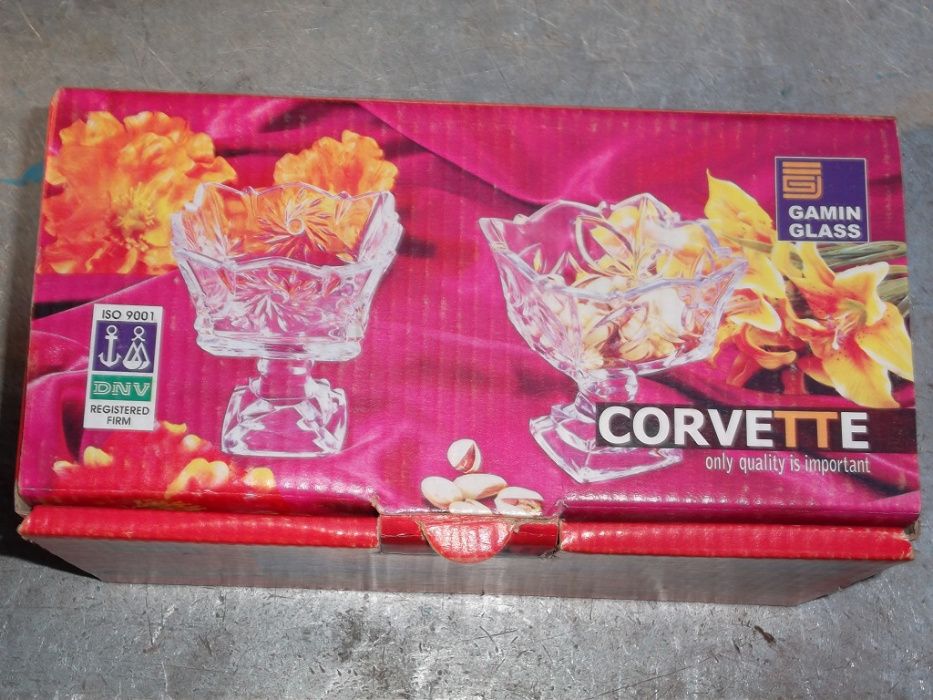 GAMIN
GLASS
ISO 9001
DNV
REGISTERED
FIRM
CORVETTE
only quality is important